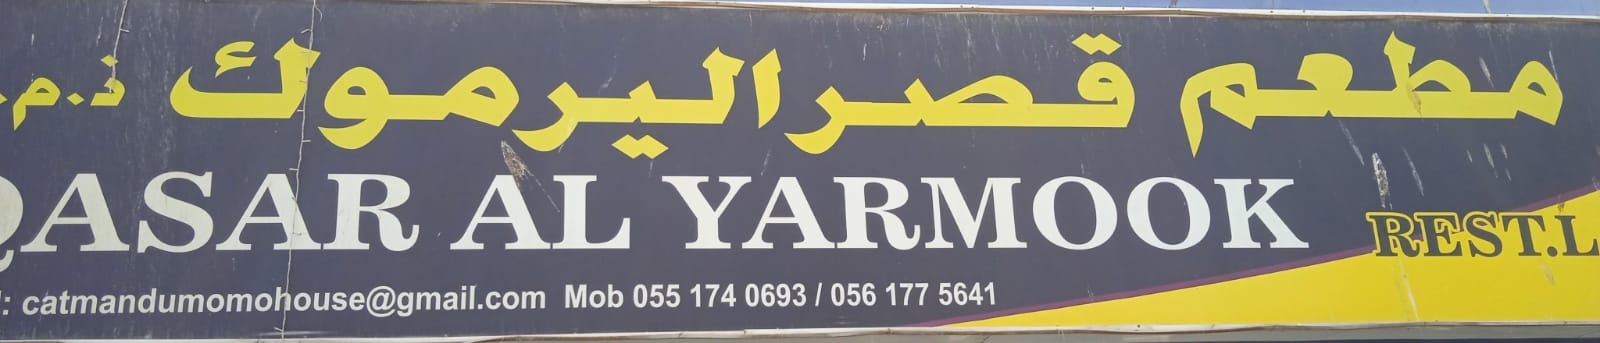 مطعم قصر اليرموك ذ.م.
QASAR AL YARMOOK REST.L
: catmandumomohouse@gmail.com Mob 055 174 0693 / 056 177 5641